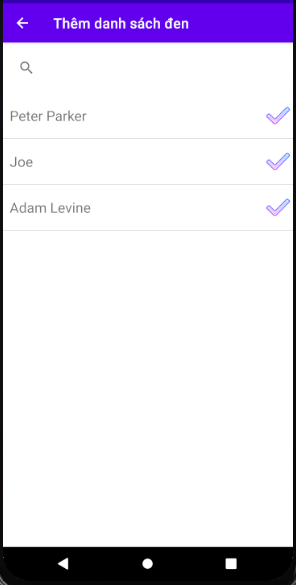 Thêm danh sách đen
Peter Parker
Joe
Adam Levine